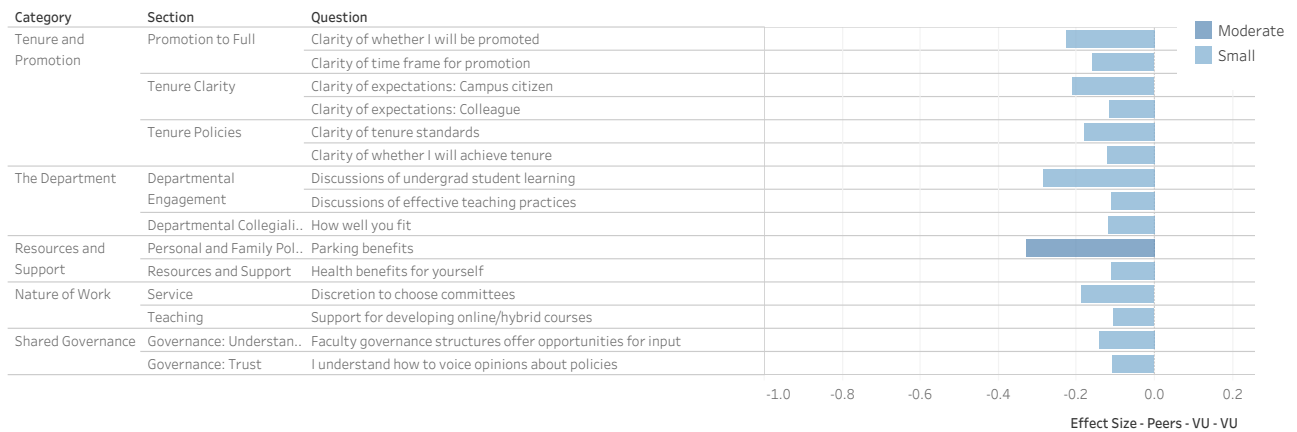 Category Section Question
Tenure and Promotion to Full Clarity of whether I will be promoted
Promotion Clarity of time frame for promotion
Tenure Clarity Clarity of expectations: Campus citizen
Clarity of expectations: Colleague
Tenure Policies Clarity of tenure standards
Clarity of whether I will achieve tenure
The Department Departmental Discussions of undergrad student learning
Engagement Discussions of effective teaching practices
Departmental Collegiali.. How well you fit
Resources and Personal and Family Pol.. Parking benefits
Support Resources and Support Health benefits for yourself
Nature of Work Service Discretion to choose committees
Teaching Support for developing online/hybrid courses
Shared Governance Governance: Understan.. Faculty governance structures offer opportunities for input
Governance: Trust I understand how to voice opinions about policies
Moderate
Small
-1.0 -0.8 -0.6 -0.4 -0.2 0.0 0.2
Effect Size - Peers - VU - VU